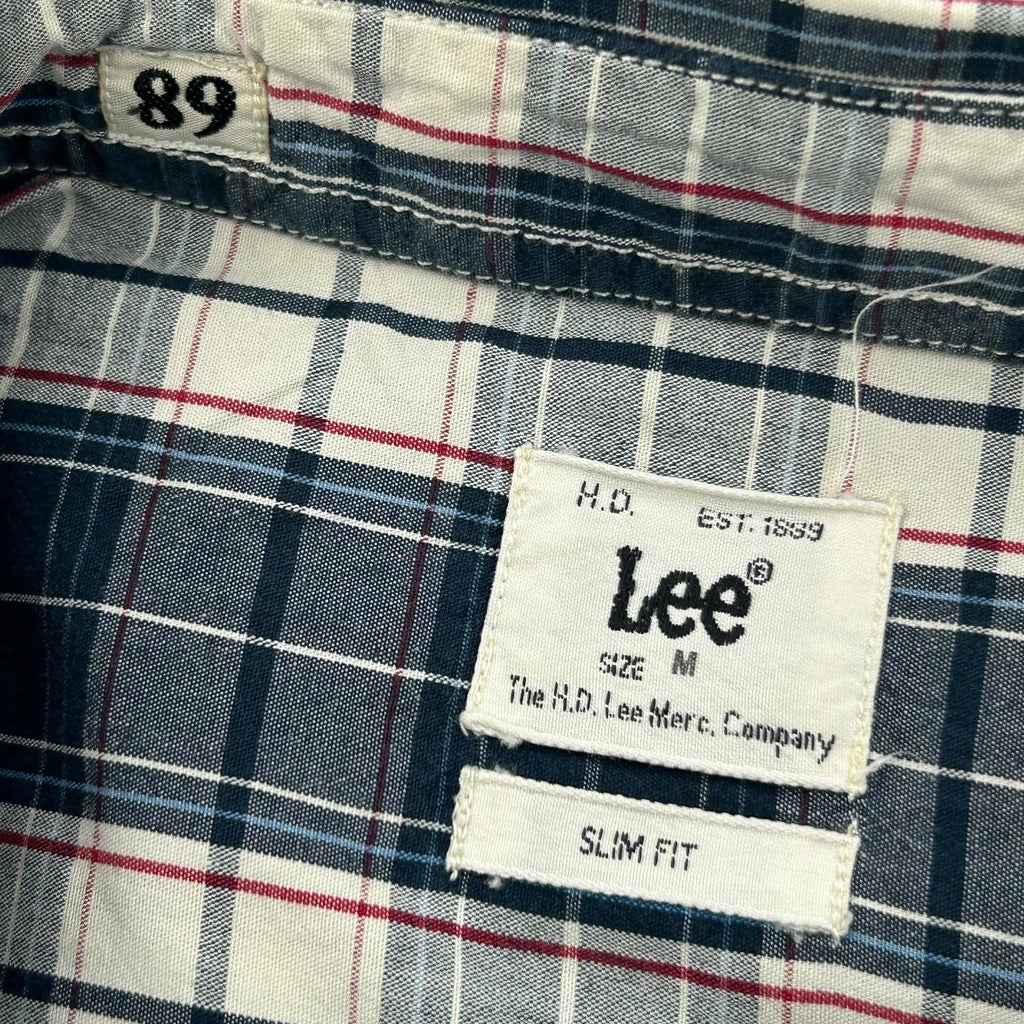 89
H.D. EST. 1889
Lee®
SIZE M
The H.D. Lee Merc. Company
SLIM FIT